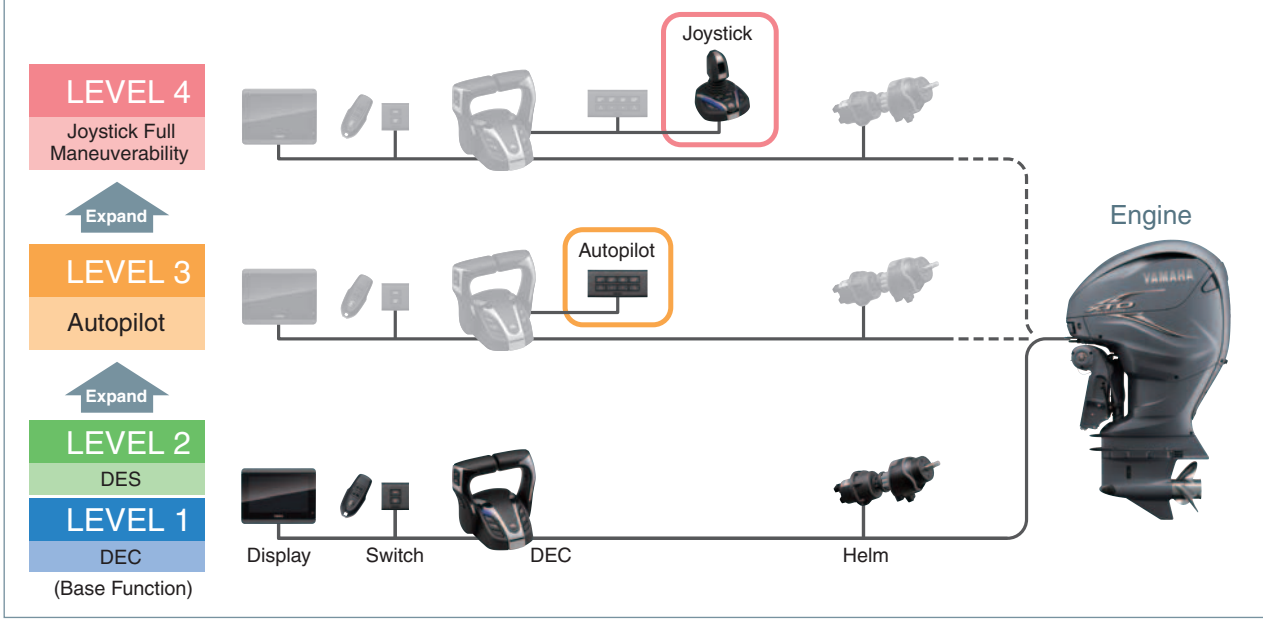 Joystick
LEVEL 4
Joystick Full
Maneuverability
Expand
Engine
LEVEL 3
Autopilot
Autopilot
YAMAHA
Expand
LEVEL 2
DES
LEVEL 1
DEC
(Base Function)
Display
Switch
DEC
Helm